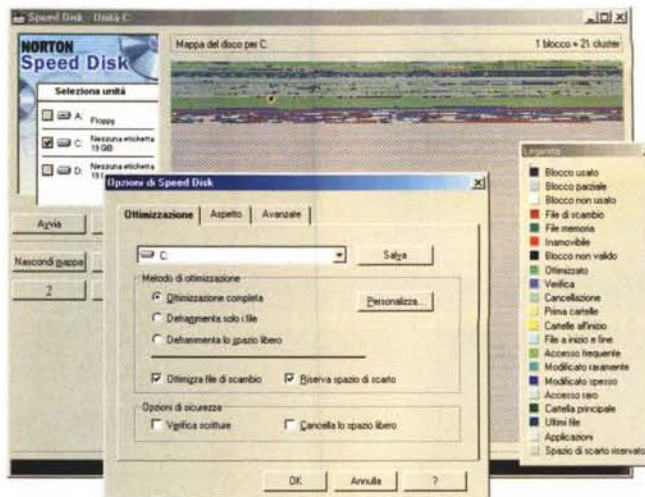 Speed Disk - Unità C:
NORTON
Speed Disk
Seleziona unità
A: Floppy
C: Nessuna etichetta
19 GB
D: Nessuna etichetta
Mappa del disco per C:
1 blocco = 21 cluster
Avvia
Nascondi mappa
?
Opzioni di Speed Disk
Ottimizzazione
Aspetto
Avanzate
C:
Salva
Metodo di ottimizzazione
Ottimizzazione completa
Personalizza...
Deframmenta solo i file
Deframmenta lo spazio libero
Ottimizza file di scambio
Riserva spazio di scarto
Opzioni di sicurezza
Verifica scritture
Cancella lo spazio libero
OK
Annulla
?
Legenda
Blocco usato
Blocco parziale
Blocco non usato
File di scambio
File memoria
Inamovibile
Blocco non valido
Ottimizzato
Verifica
Cancellazione
Prima cartelle
Cartelle all'inizio
File a inizio e fine
Accesso frequente
Modificato raramente
Modificato spesso
Accesso raro
Cartella principale
Ultimi file
Applicazioni
Spazio di scarto riservato